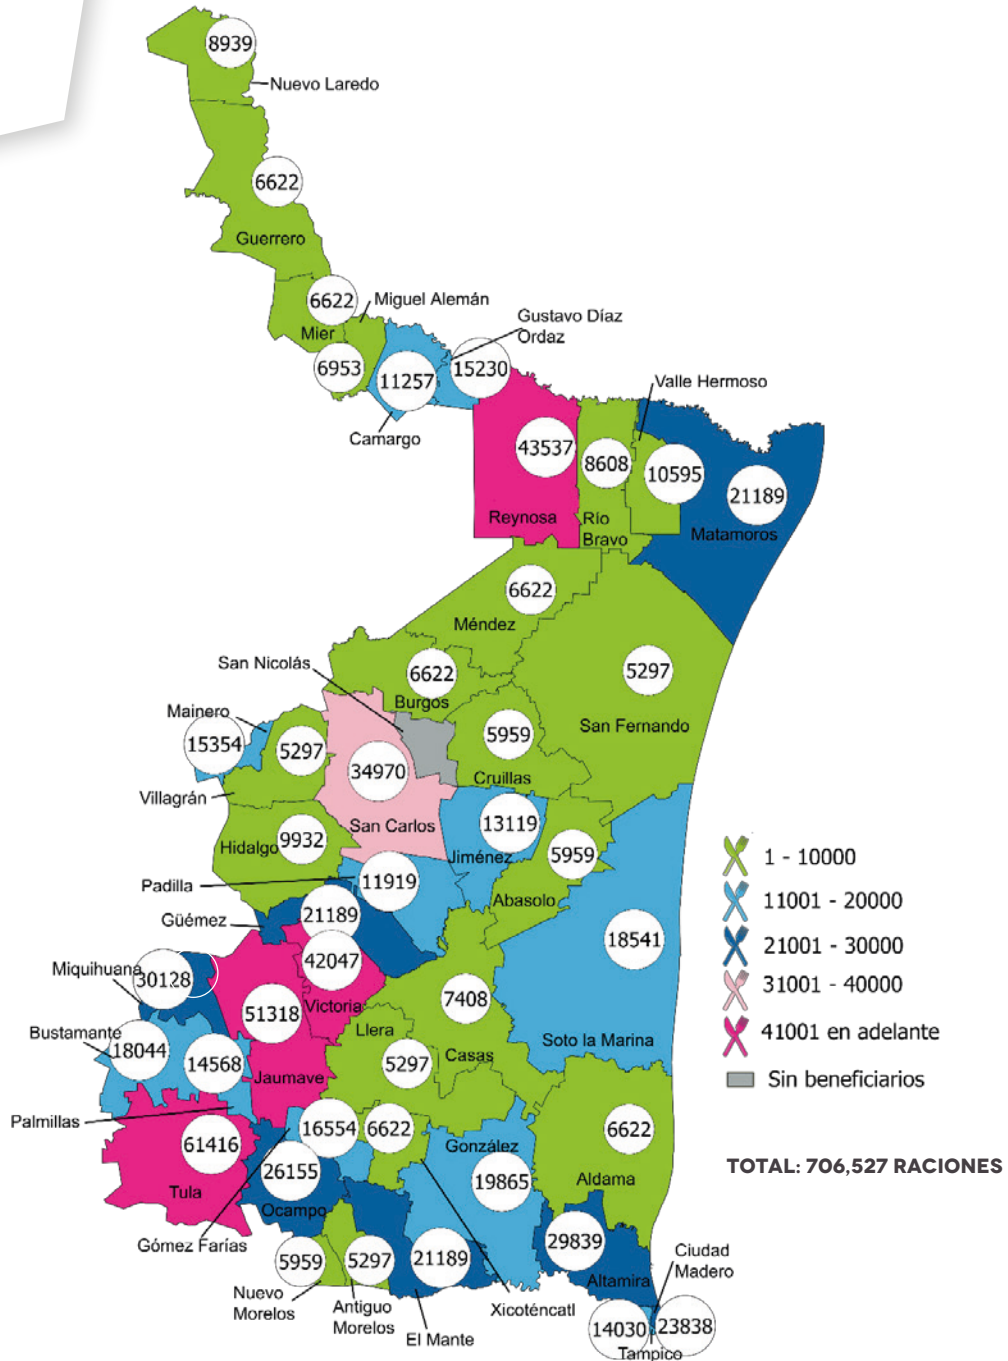 8939
Nuevo Laredo
6622
Guerrero
6622
Miguel Alemán
Mier
Gustavo Díaz
Ordaz
6953
11257
15230
Camargo
Valle Hermoso
43537
8608
10595
21189
Reynosa
Río
Bravo
Matamoros
6622
Méndez
San Nicolás
6622
Burgos
5297
San Fernando
Mainero
15354
5297
5959
34970
Cruillas
Villagrán
San Carlos
13119
Hidalgo
9932
Jiménez
5959
Padilla
11919
Abasolo
Güémez
21189
18541
42047
Miquihuana
30128
Victoria
7408
51318
Llera
Soto la Marina
Bustamante
18044
14568
5297
Casas
Jaumave
Palmillas
16554
6622
González
6622
61416
26155
19865
Aldama
Tula
Ocampo
Gómez Farías
5959
5297
21189
29839
Altamira
Ciudad
Madero
Nuevo
Morelos
Antiguo
Morelos
El Mante
Xicoténcatl
14030
23838
Tampico
1 - 10000
11001 - 20000
21001 - 30000
31001 - 40000
41001 en adelante
Sin beneficiarios
TOTAL: 706,527 RACIONES